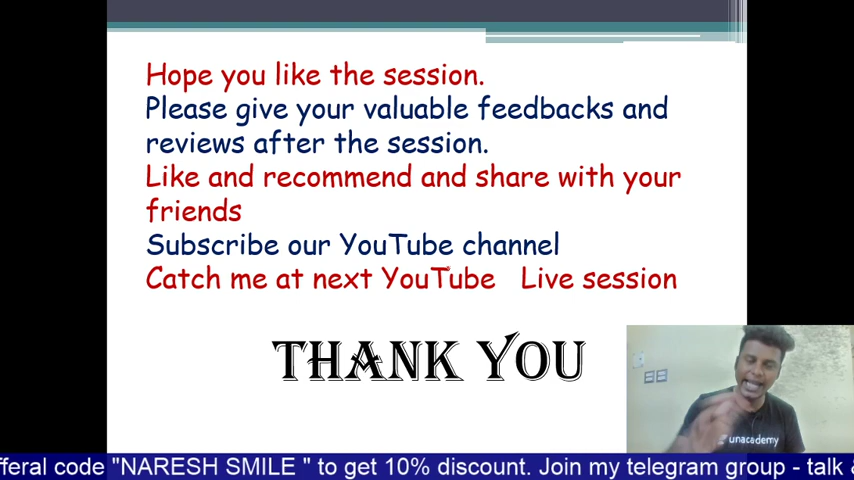 Hope you like the session.
Please give your valuable feedbacks and
reviews after the session.
Like and recommend and share with your
friends
Subscribe our YouTube channel
Catch me at next YouTube Live session
THANK YOU
unacademy
fferal code "NARESH SMILE " to get 10% discount. Join my telegram group - talk